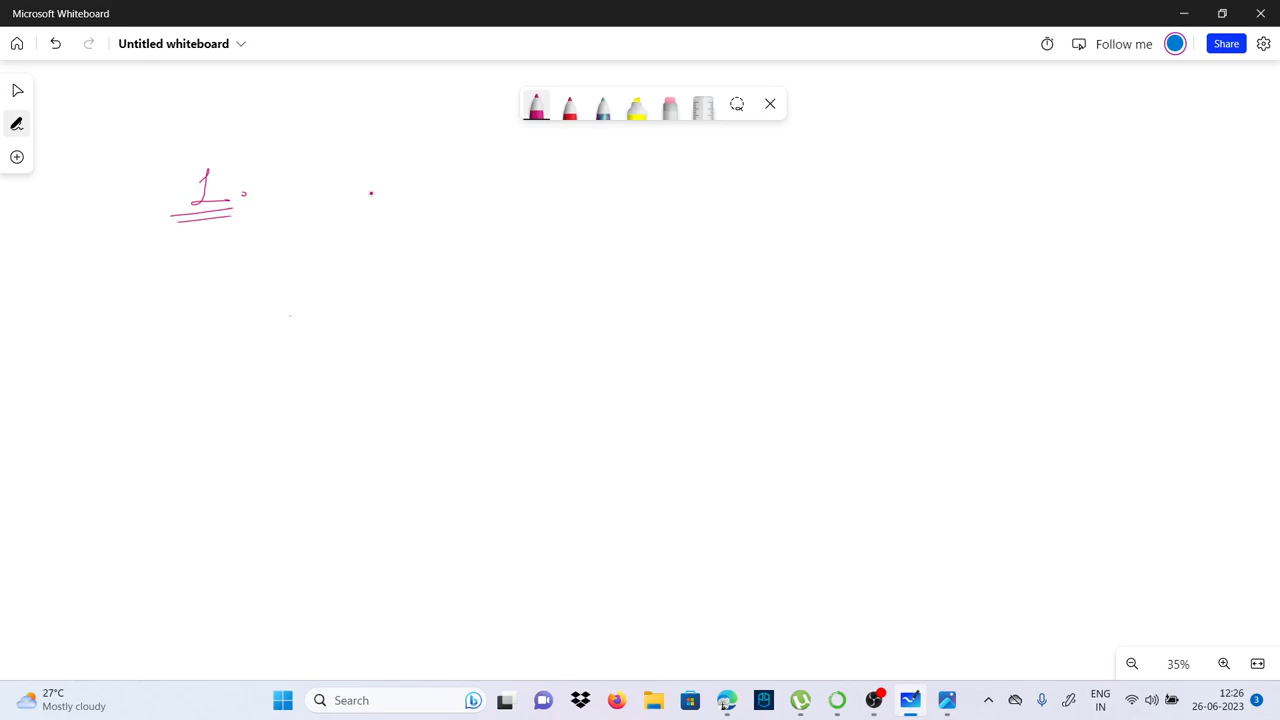 Microsoft Whiteboard
Untitled whiteboard
Follow me
Share
1.
35%
27°C
Mostly cloudy
Search
ENG
IN
12:26
26-06-2023
3